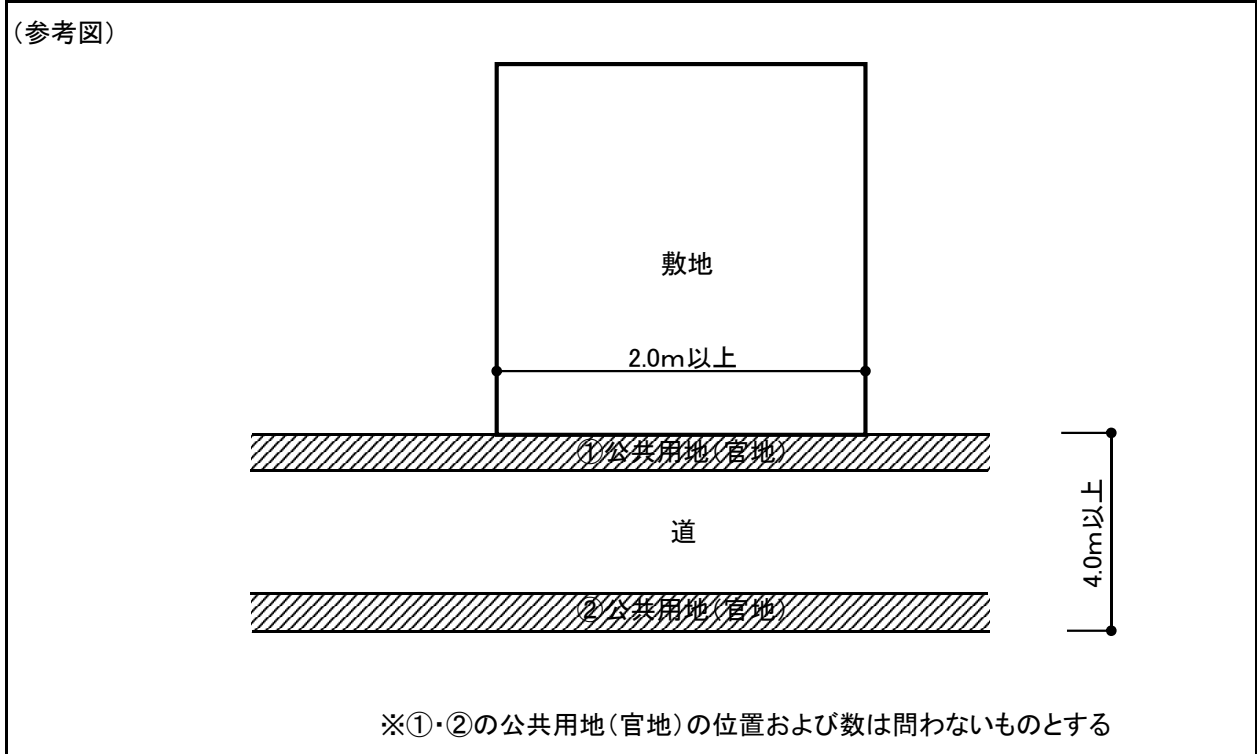 (参考図)
敷地
2.0m以上
①公共用地(官地)
道
4.0m以上
②公共用地(官地)
※①・②の公共用地(官地)の位置および数は問わないものとする